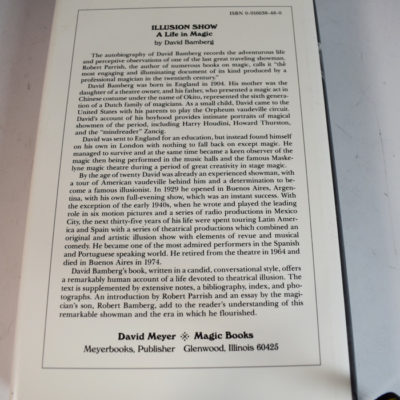 ISBN 0-916638-46-0
ILLUSION SHOW
A Life in Magic
by David Bamberg
The autobiography of David Bamberg records the adventurous life
and perceptive observations of one of the last great traveling showman.
Robert Parrish, the author of numerous books on magic, calls it "the
most engaging and illuminating document of its kind produced by a
professional magician in the twentieth century."
David Bamberg was born in England in 1904. His mother was the
daughter of a theatre owner, and his father, who presented a magic act in
Chinese costume under the name of Okito, represented the sixth genera-
tion of a Dutch family of magicians. As a small child, David came to the
United States with his parents to play the Orpheum vaudeville circuit.
David's account of his boyhood provides intimate portraits of magical
showmen of the period, including Harry Houdini, Howard Thurston,
and the "mindreader" Zancig.
David was sent to England for an education, but instead found himself
on his own in London with nothing to fall back on except magic. He
managed to survive and at the same time became a keen observer of the
magic then being performed in the music halls and the famous Maske-
lyne magic theatre during a period of great creativity in stage magic.
By the age of twenty David was already an experienced showman, with
a tour of American vaudeville behind him and a determination to be-
come a famous illusionist. In 1929 he opened in Buenos Aires, Argen-
tina, with his own full-evening show, which was an instant success. With
the exception of the early 1940s, when he wrote and played the leading
role in six motion pictures and a series of radio productions in Mexico
City, the next thirty-five years of his life were spent touring Latin Amer-
ica and Spain with a series of theatrical productions which combined an
original and artistic illusion show with elements of revue and musical
comedy. He became one of the most admired performers in the Spanish
and Portuguese speaking world. He retired from the theatre in 1964 and
died in Buenos Aires in 1974.
David Bamberg's book, written in a candid, conversational style, offers
a remarkably human account of a life devoted to theatrical illusion. The
text is supplemented by extensive notes, a bibliography, index, and pho-
tographs. An introduction by Robert Parrish and an essay by the magi-
cian's son, Robert Bamberg, add to the reader's understanding of this
remarkable showman and the era in which he flourished.
David Meyer ❊ Magic Books
Meyerbooks, Publisher Glenwood, Illinois 60425